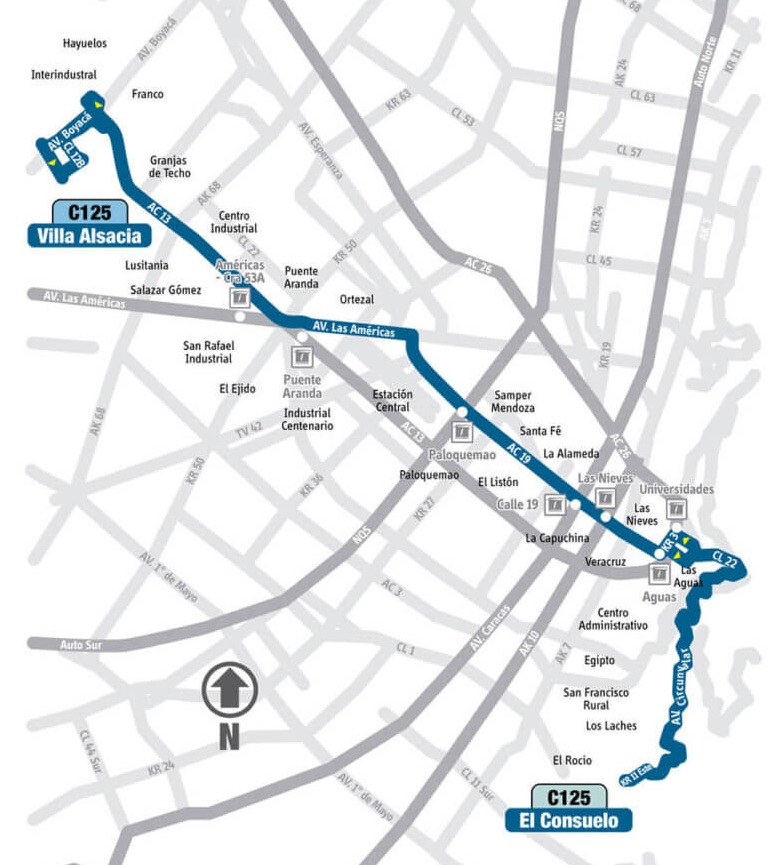 KR 68
Hayuelos
AV. Boyacá
Auto Norte
KR 11
Interindustral
AK 24
Franco
KR 63
CL 63
CL 53
NQS
AV. Boyacá
CL 12B
AV. Esperanza
CL 57
Granjas
de Techo
AK 68
C125
Villa Alsacia
AC 13
Centro
Industrial
KR 24
AK 7
CL 22
KR 50
Lusitania
Américas
- Cra 53A
Puente
Aranda
AC 26
CL 45
Salazar Gómez
AV. Las Américas
Ortezal
AV. Las Américas
San Rafael
Industrial
KR 19
Puente
Aranda
El Ejido
Estación
Central
Samper
Mendoza
Industrial
Centenario
AK 68
TV 42
AC 13
Santa Fé
AC 26
Paloquemao
AC 19
La Alameda
KR 50
KR 36
Paloquemao
El Listón
Las Nieves
Universidades
KR 27
Calle 19
Las
Nieves
NQS
La Capuchina
KR 3
CL 22
AV. 1° de Mayo
Veracruz
Las
Aguas
AC 3
Aguas
Centro
Administrativo
AV. Caracas
AK 10
AK 7
Auto Sur
CL 1
Egipto
AV. Circunvlar
San Francisco
Rural
Los Laches
N
CL 44 Sur
KR 24
El Rocio
KR 11 Este
AV. 1° de Mayo
CL 11 Sur
C125
El Consuelo